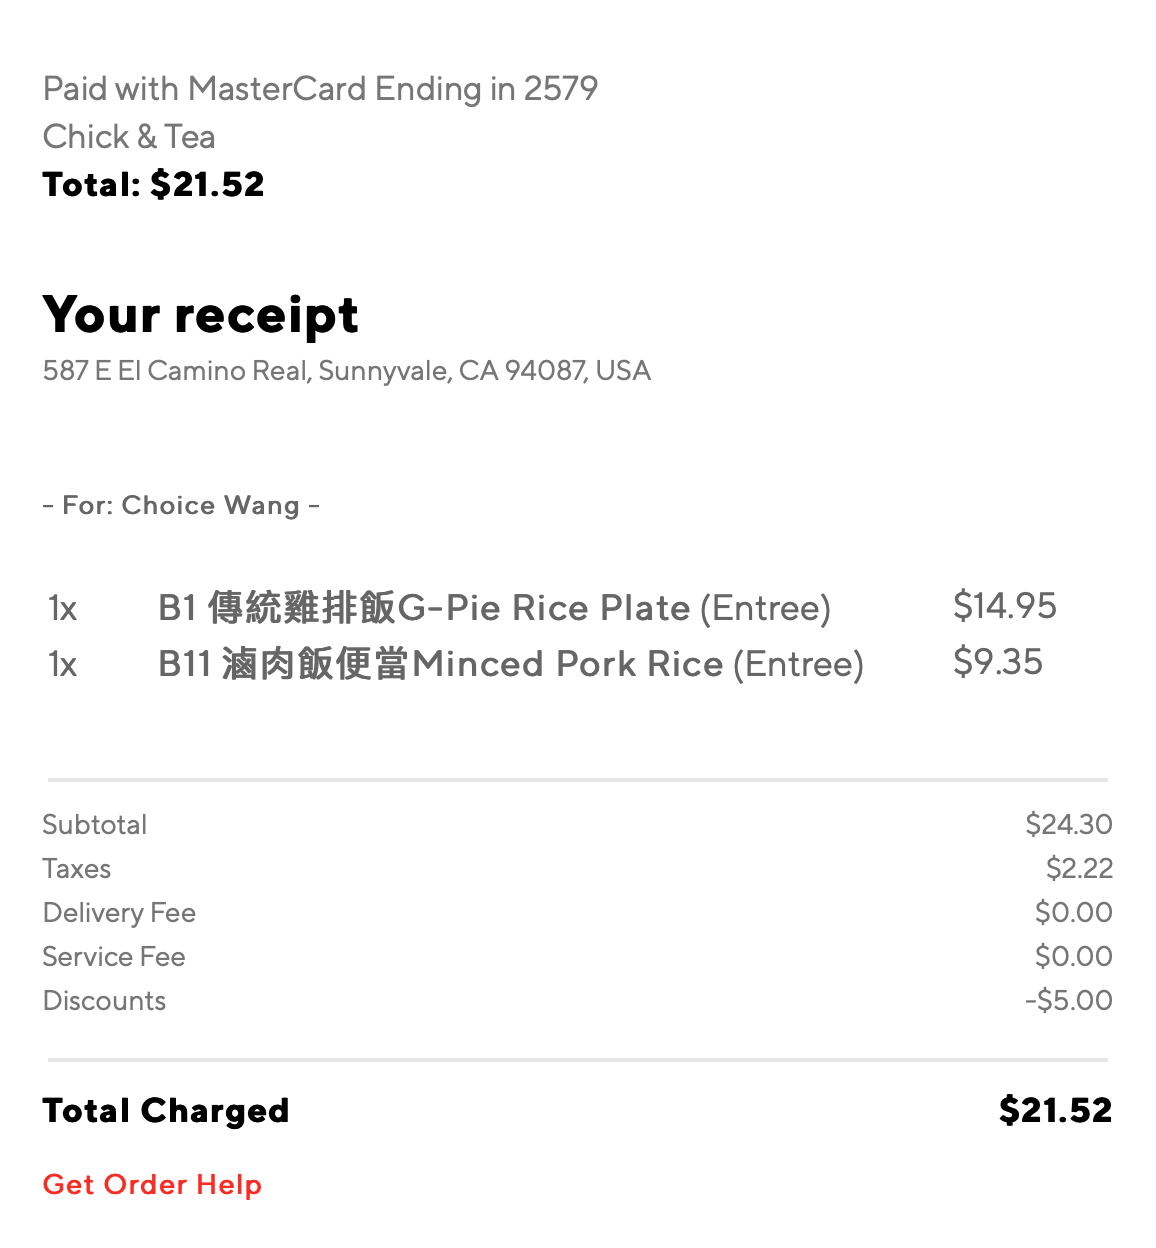 Paid with MasterCard Ending in 2579
Chick & Tea
Total: $21.52
Your receipt
587 E El Camino Real, Sunnyvale, CA 94087, USA
- For: Choice Wang -
1x B1 傳統雞排飯G-Pie Rice Plate (Entree) $14.95
1x B11 滷肉飯便當Minced Pork Rice (Entree) $9.35
Subtotal $24.30
Taxes $2.22
Delivery Fee $0.00
Service Fee $0.00
Discounts -$5.00
Total Charged $21.52
Get Order Help